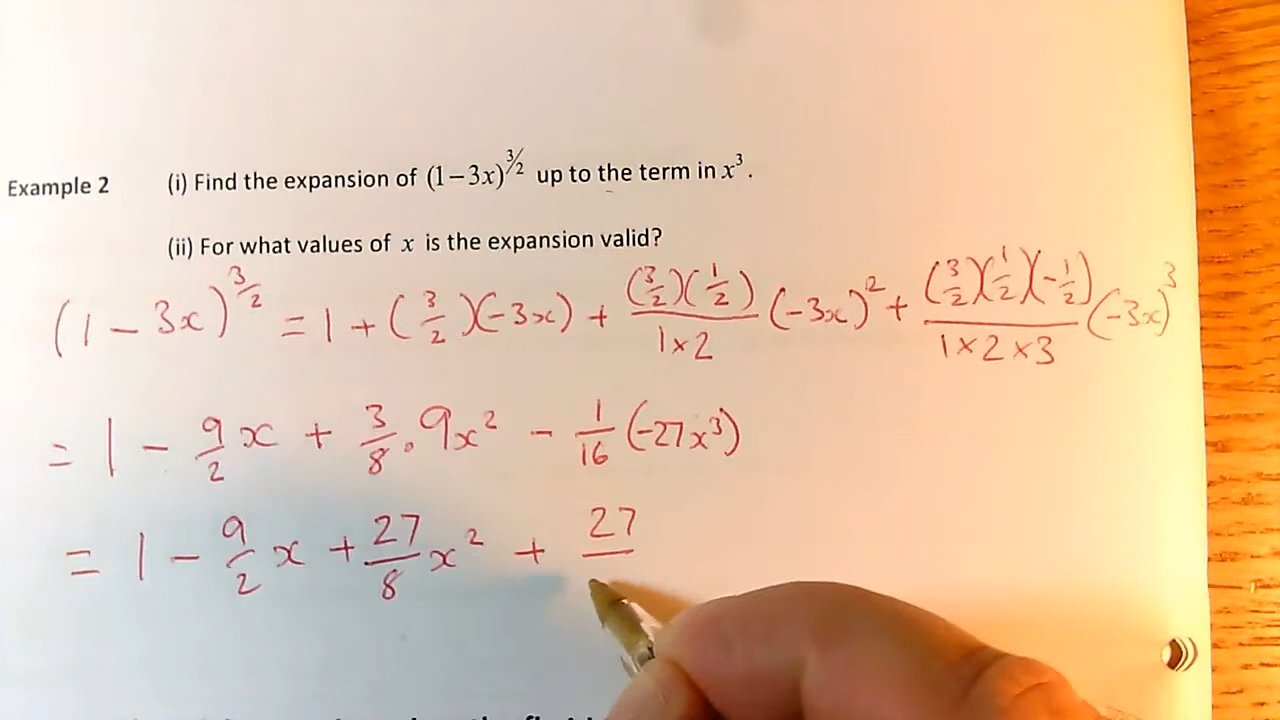 Example 2 (i) Find the expansion of (1−3x)^{3/2} up to the term in x³.
(ii) For what values of x is the expansion valid?
(1 − 3x)^{3/2} = 1 + (3/2)(−3x) + (3/2)(1/2)/(1×2) (−3x)² + (3/2)(1/2)(−1/2)/(1×2×3) (−3x)³
= 1 − 9/2 x + 3/8 . 9x² − 1/16 (−27x³)
= 1 − 9/2 x + 27/8 x² + 27